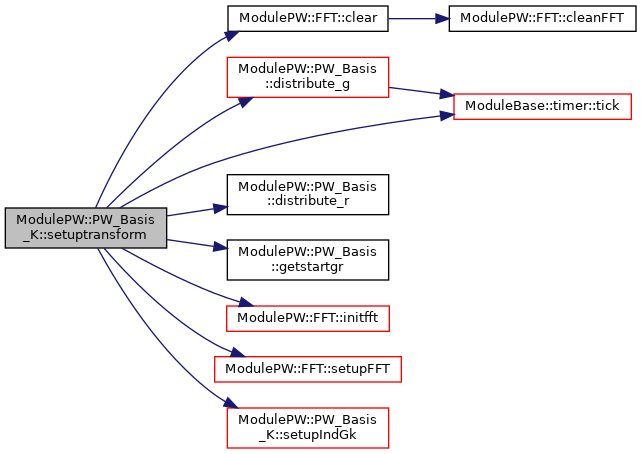 ModulePW::FFT::clear
ModulePW::FFT::cleanFFT
ModulePW::PW_Basis
::distribute_g
ModuleBase::timer::tick
ModulePW::PW_Basis
::distribute_r
ModulePW::PW_Basis
_K::setuptransform
ModulePW::PW_Basis
::getstartgr
ModulePW::FFT::initfft
ModulePW::FFT::setupFFT
ModulePW::PW_Basis
_K::setupIndGk